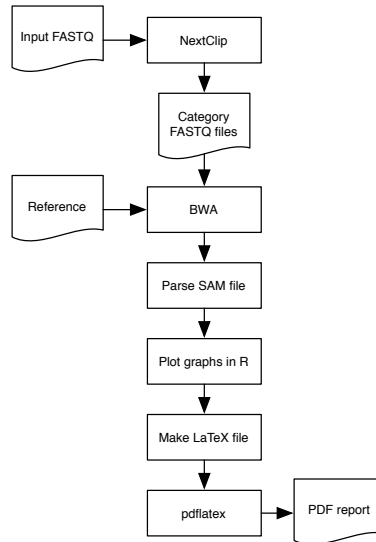 Input FASTQ
NextClip
Category
FASTQ files
Reference
BWA
Parse SAM file
Plot graphs in R
Make LaTeX file
pdflatex
PDF report